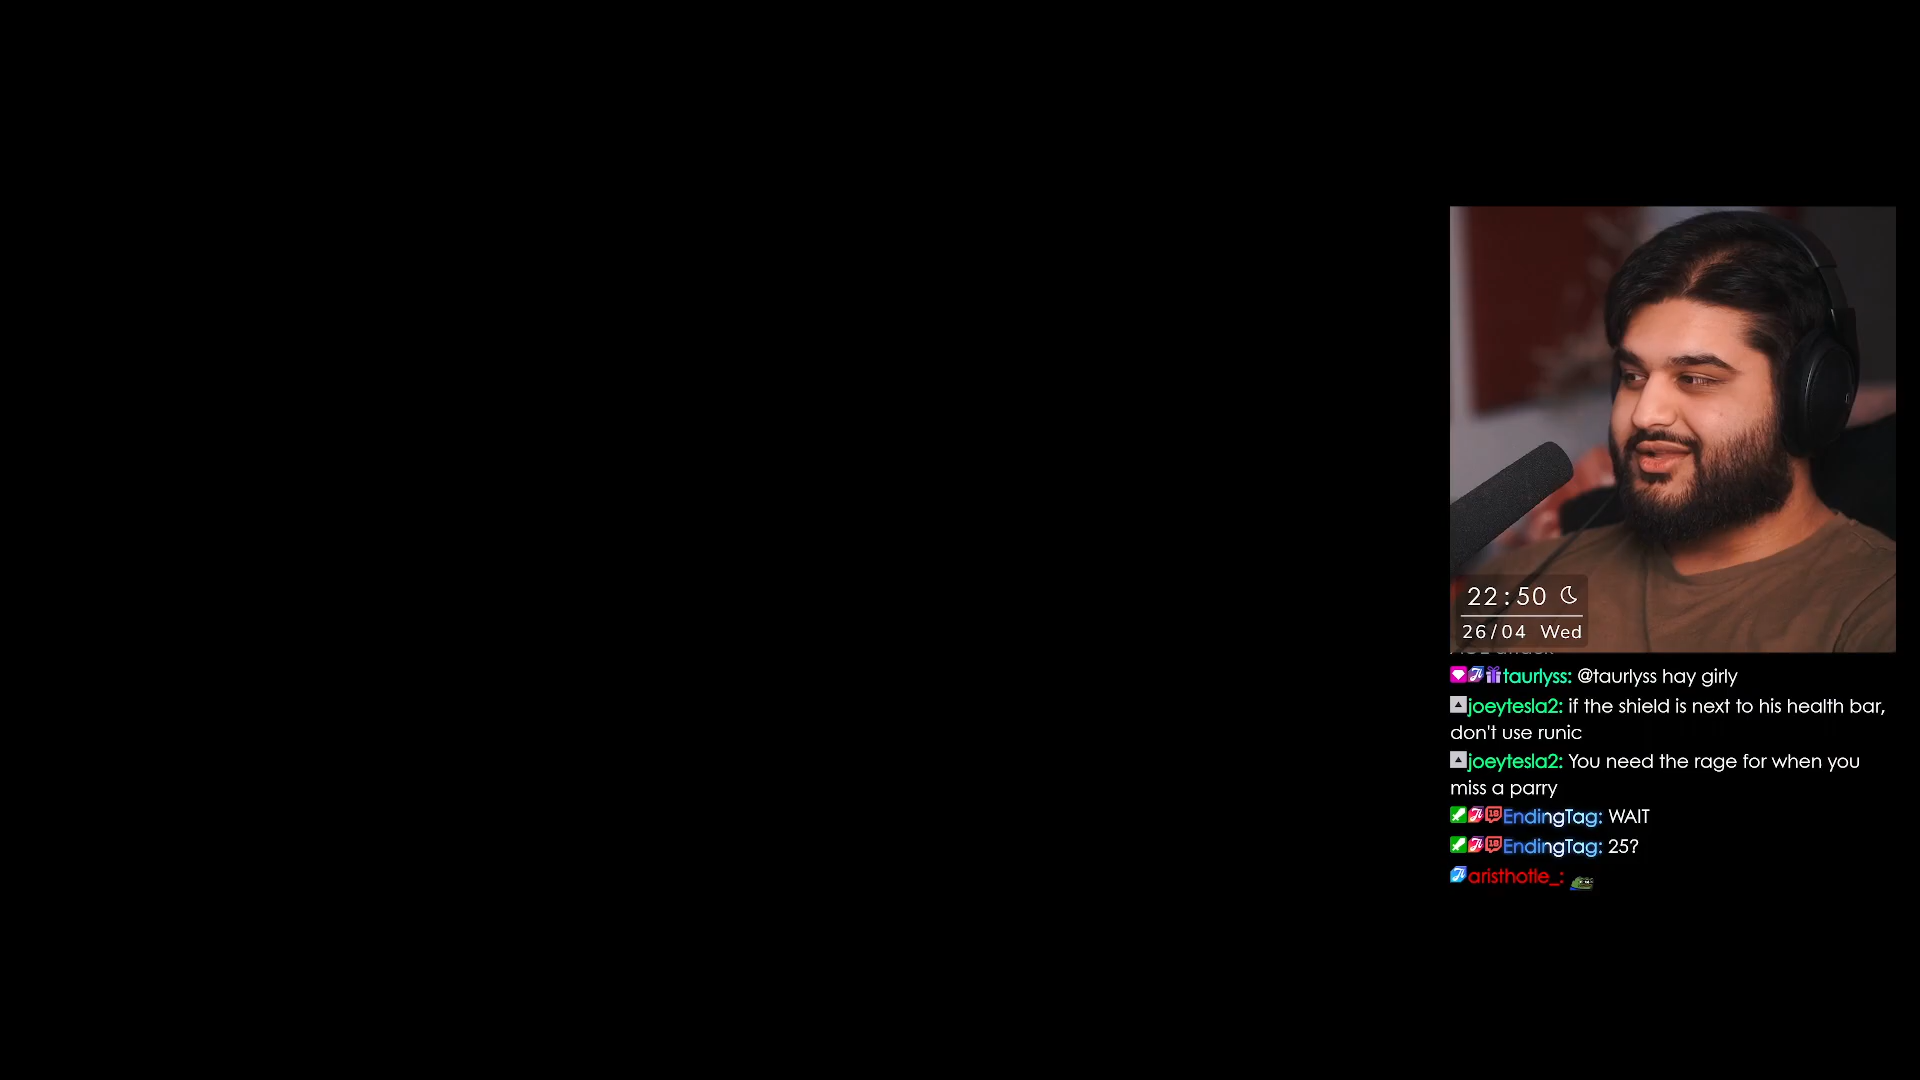 22:50
26/04 Wed
taurlyss: @taurlyss hay girly
joeytesla2: if the shield is next to his health bar,
don't use runic
joeytesla2: You need the rage for when you
miss a parry
EndingTag: WAIT
EndingTag: 25?
aristhotle_: